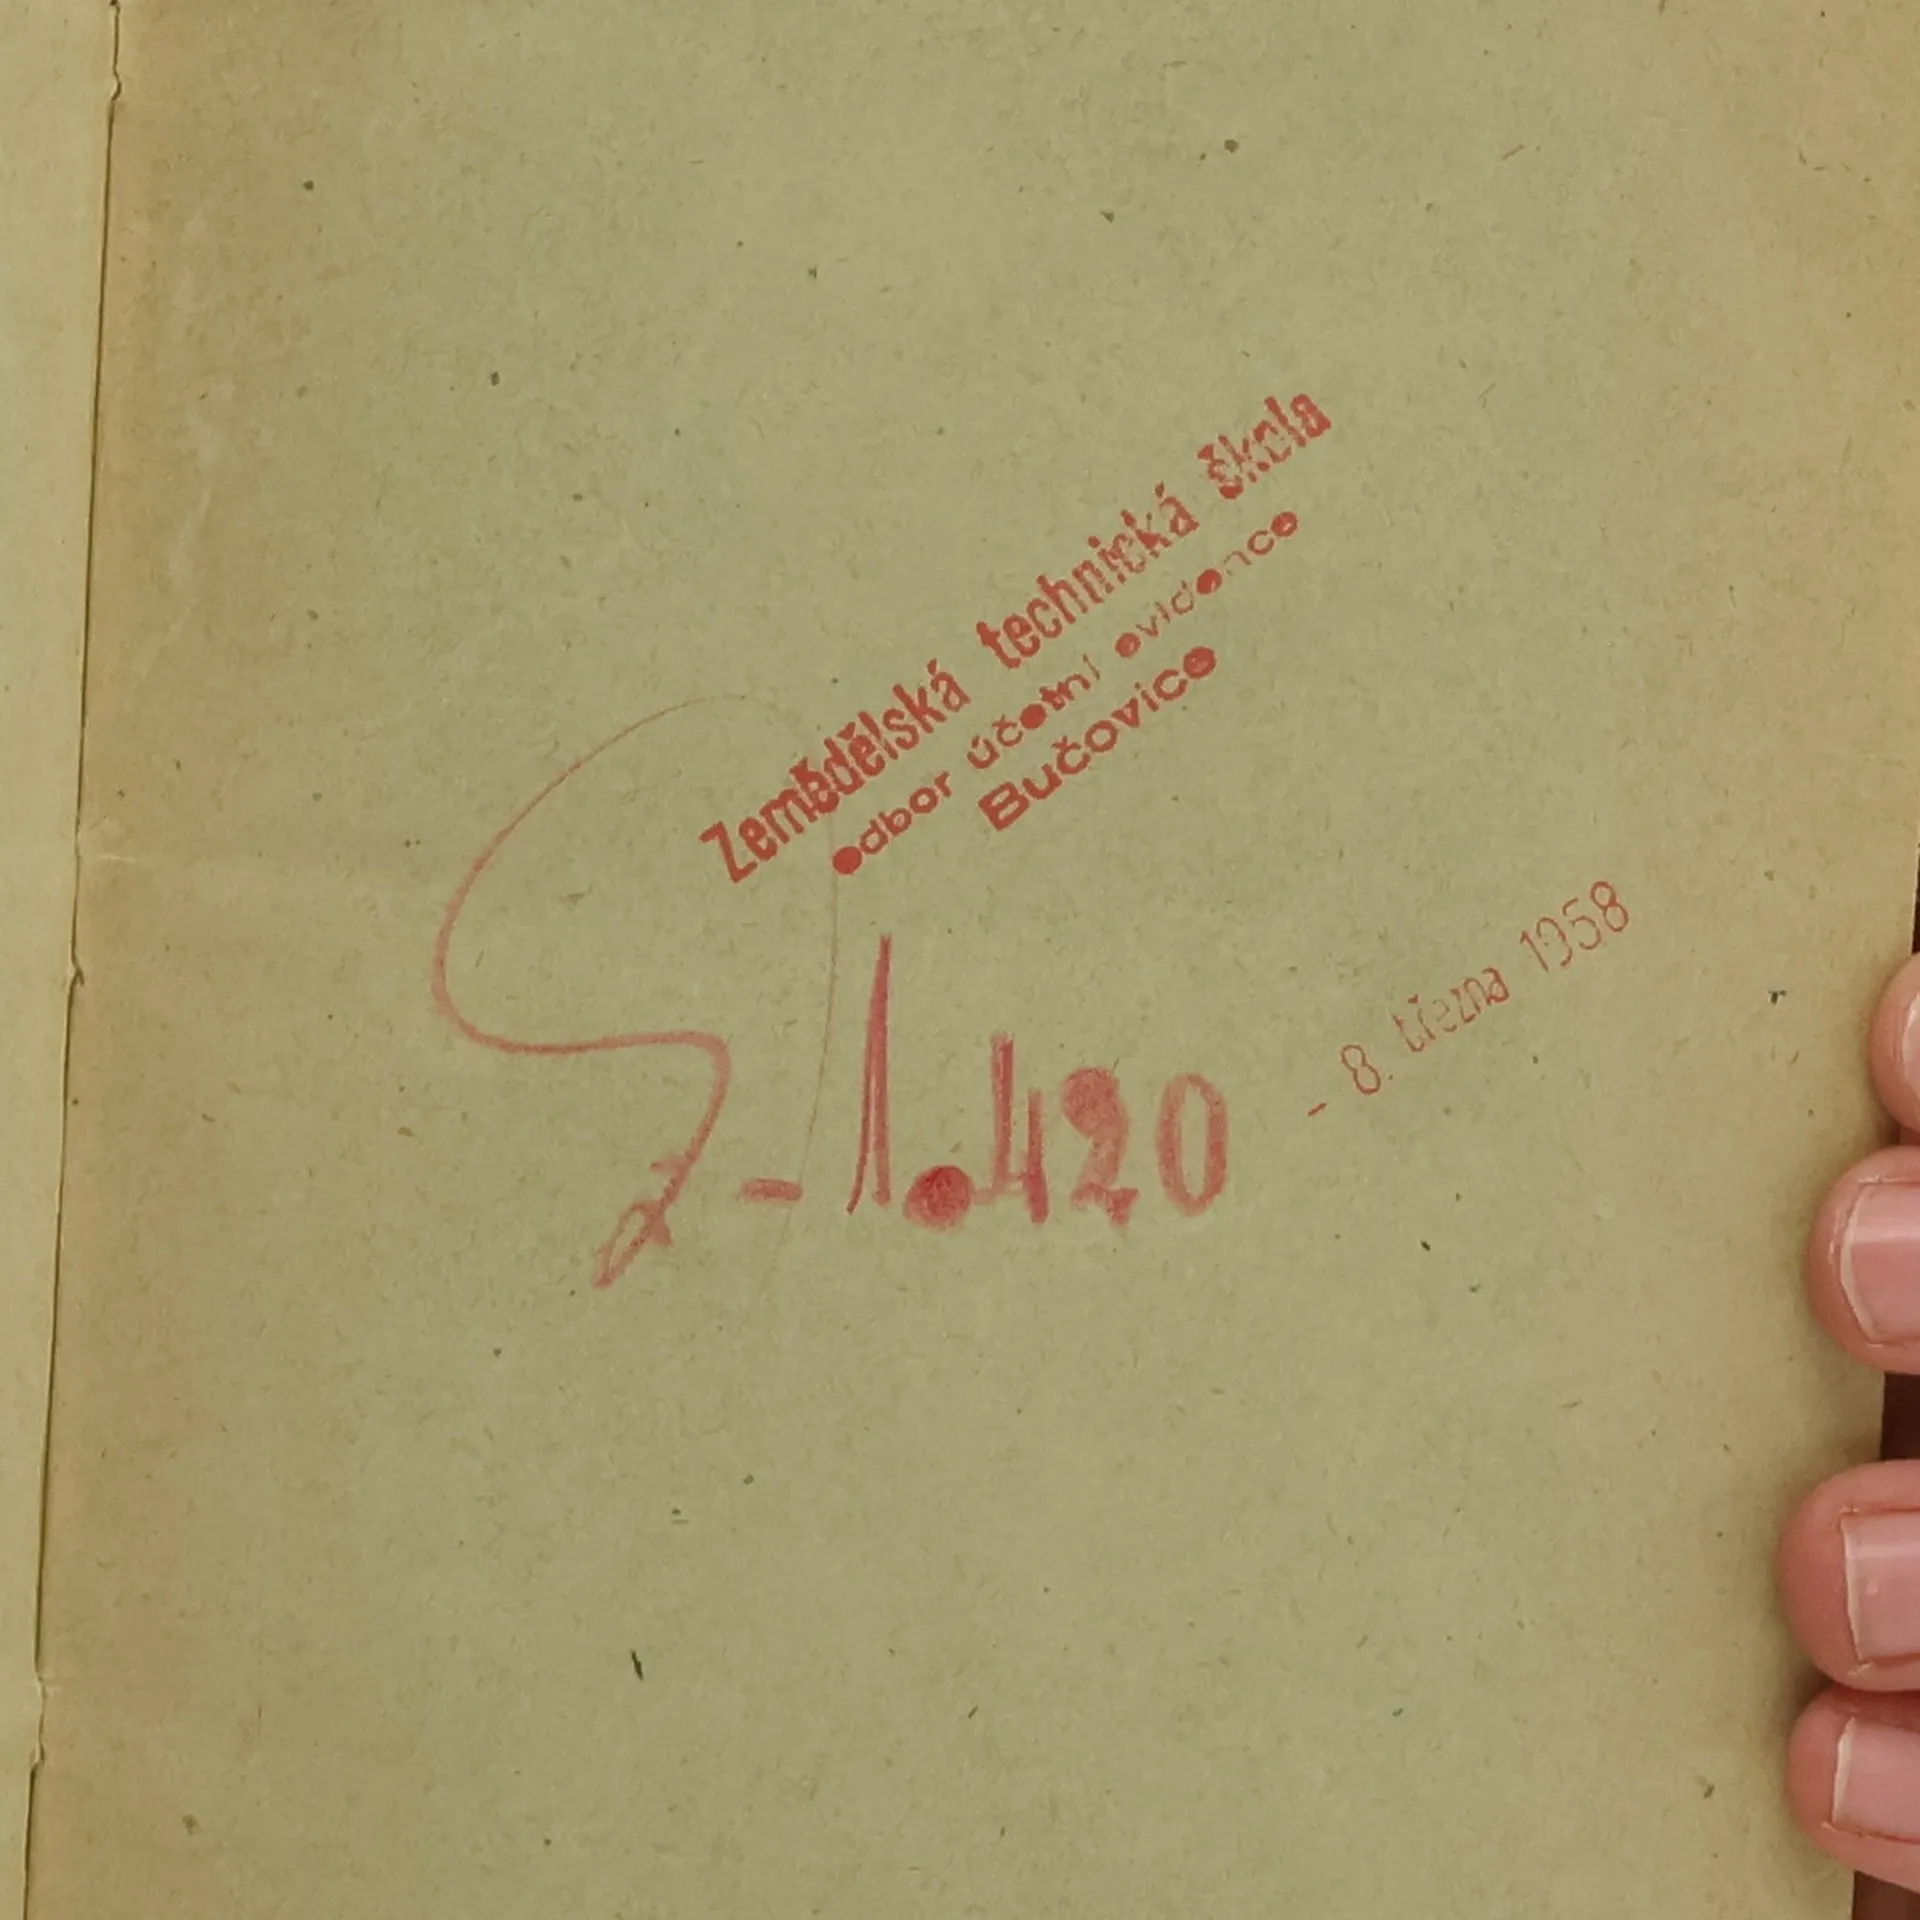 Zemědělská technická škola
odbor účetní evidence
Bučovice
- 8. března 1958
- 1.420